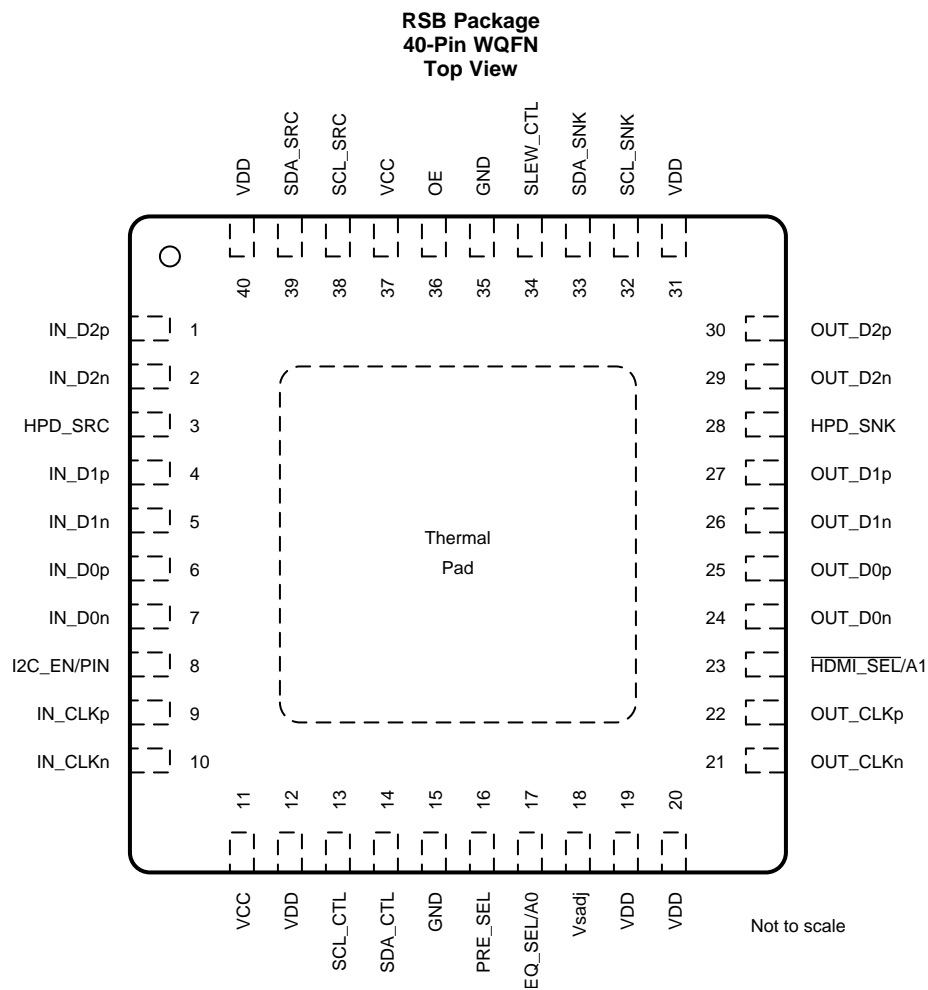 RSB Package
40-Pin WQFN
Top View
VDD
SDA_SRC
SCL_SRC
VCC
OE
GND
SLEW_CTL
SDA_SNK
SCL_SNK
VDD
40
39
38
37
36
35
34
33
32
31
IN_D2p 1
IN_D2n 2
HPD_SRC 3
IN_D1p 4
IN_D1n 5
IN_D0p 6
IN_D0n 7
I2C_EN/PIN 8
IN_CLKp 9
IN_CLKn 10
Thermal
Pad
30 OUT_D2p
29 OUT_D2n
28 HPD_SNK
27 OUT_D1p
26 OUT_D1n
25 OUT_D0p
24 OUT_D0n
23 HDMI_SEL/A1
22 OUT_CLKp
21 OUT_CLKn
11
12
13
14
15
16
17
18
19
20
VCC
VDD
SCL_CTL
SDA_CTL
GND
PRE_SEL
EQ_SEL/A0
Vsadj
VDD
VDD
Not to scale